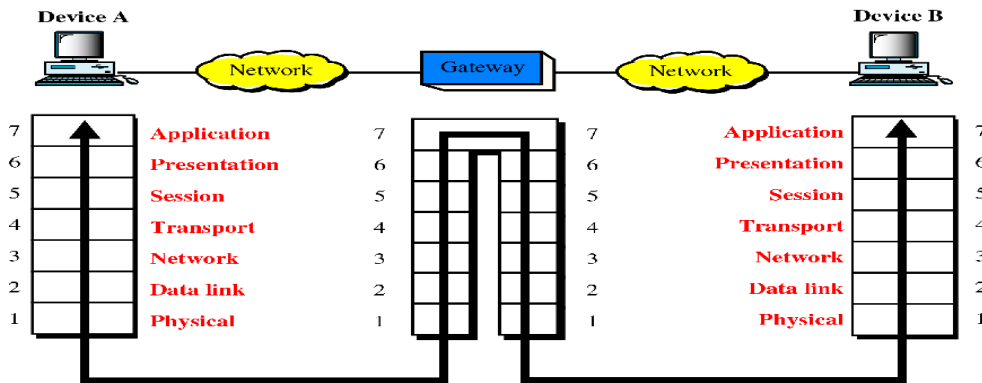 Device A
Device B
Network
Gateway
Network
7 Application 7 7 Application 7
6 Presentation 6 6 Presentation 6
5 Session 5 5 Session 5
4 Transport 4 4 Transport 4
3 Network 3 3 Network 3
2 Data link 2 2 Data link 2
1 Physical 1 1 Physical 1